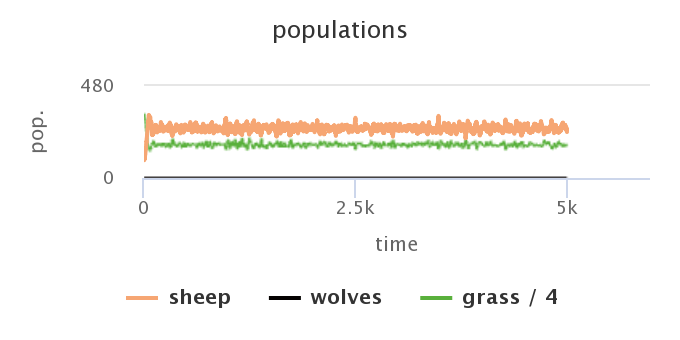 populations
480
pop.
0
0 2.5k 5k
time
sheep wolves grass / 4